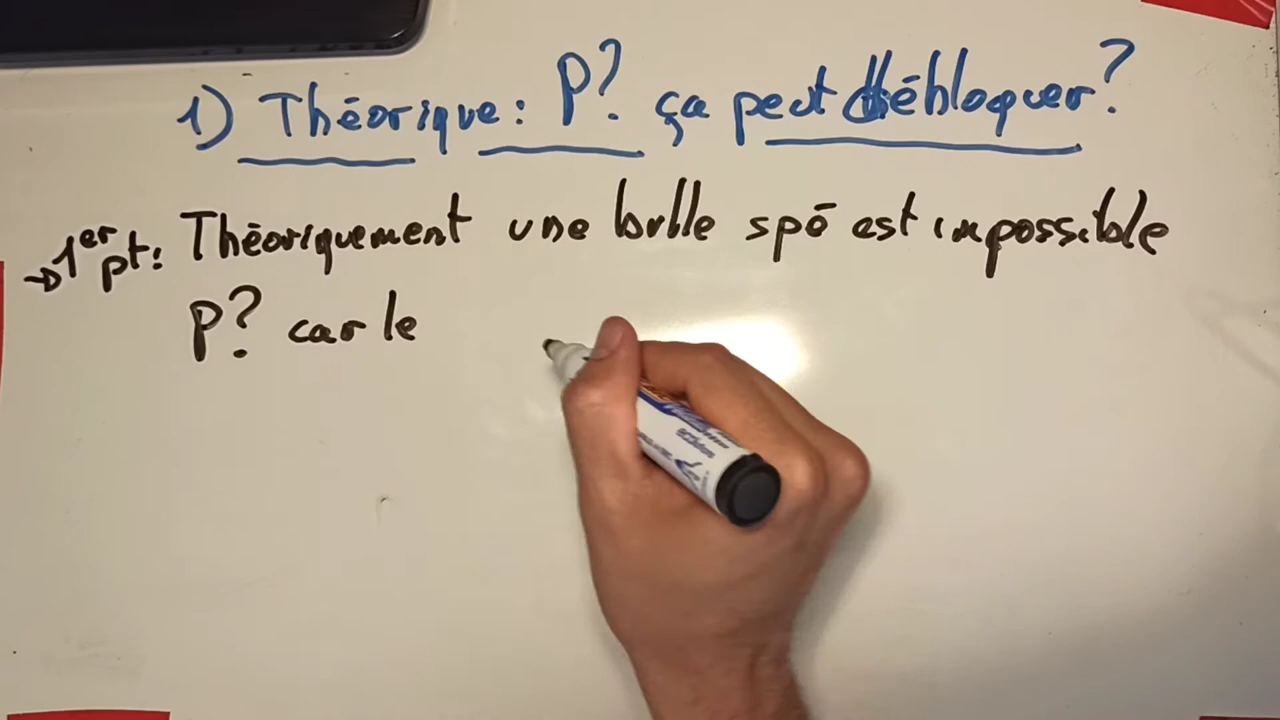 1) Théorique : P? ça peut débloquer ?
→ 1er pt : Théoriquement une bulle spé est impossible
P? car le